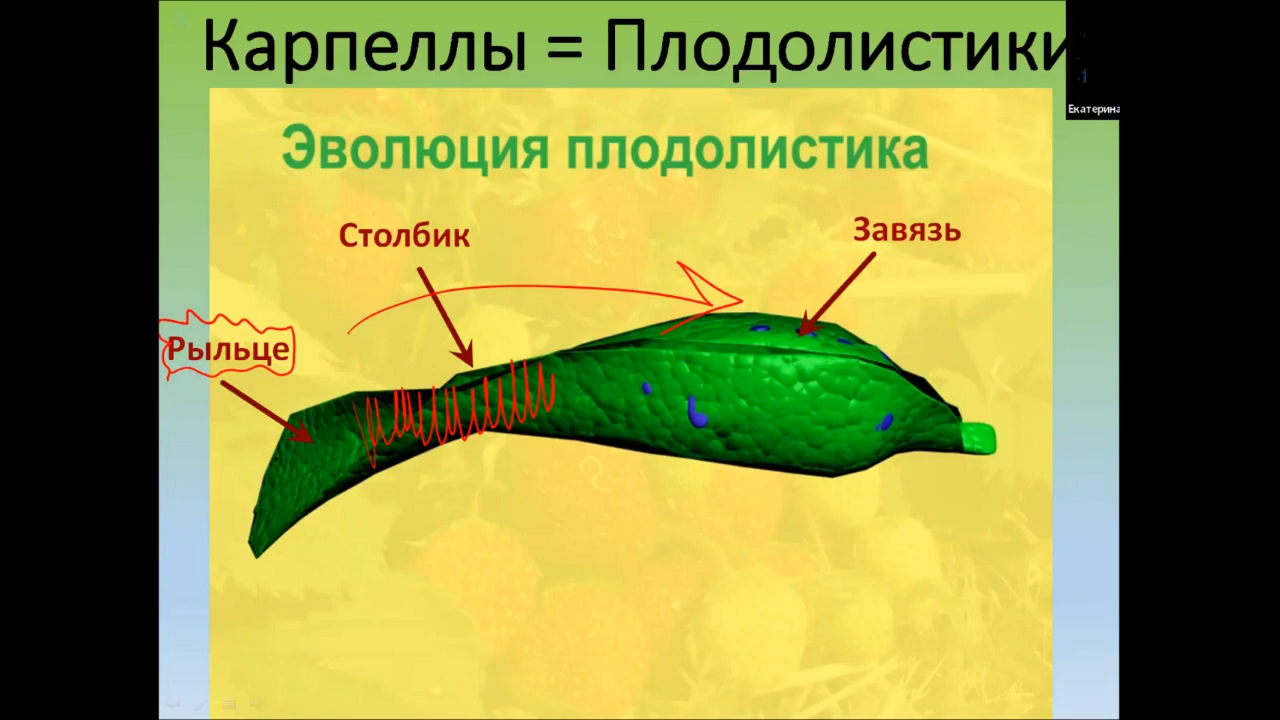 Карпеллы = Плодолистики
Екатерина
Эволюция плодолистика
Столбик
Завязь
Рыльце